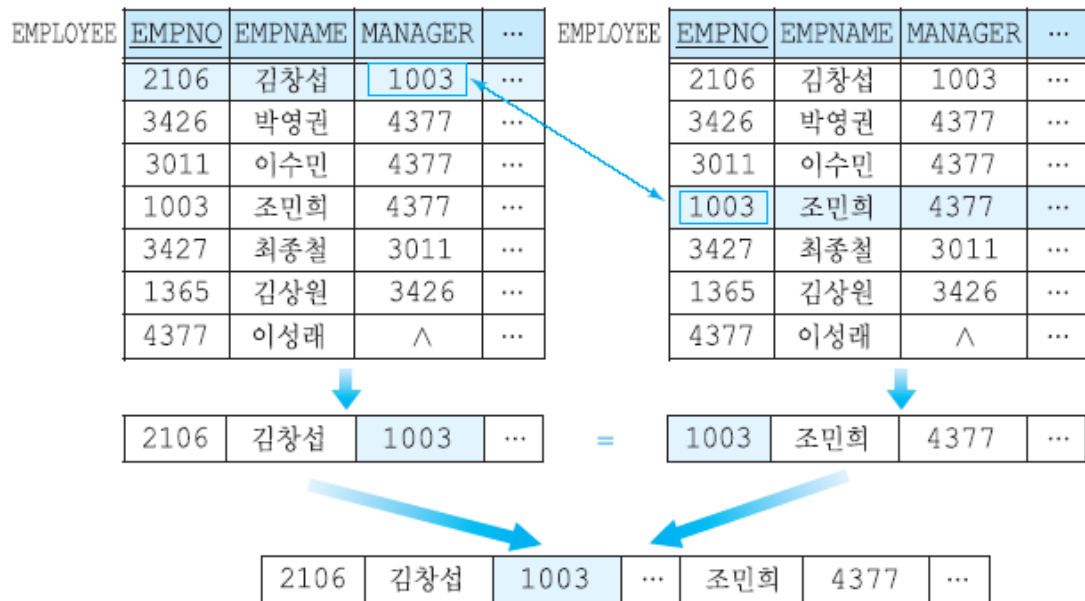 EMPLOYEE EMPNO EMPNAME MANAGER … EMPLOYEE EMPNO EMPNAME MANAGER …
2106 김창섭 1003 … 2106 김창섭 1003 …
3426 박영권 4377 … 3426 박영권 4377 …
3011 이수민 4377 … 3011 이수민 4377 …
1003 조민희 4377 … 1003 조민희 4377 …
3427 최종철 3011 … 3427 최종철 3011 …
1365 김상원 3426 … 1365 김상원 3426 …
4377 이성래 ∧ … 4377 이성래 ∧ …
2106 김창섭 1003 … = 1003 조민희 4377 …
2106 김창섭 1003 … 조민희 4377 …